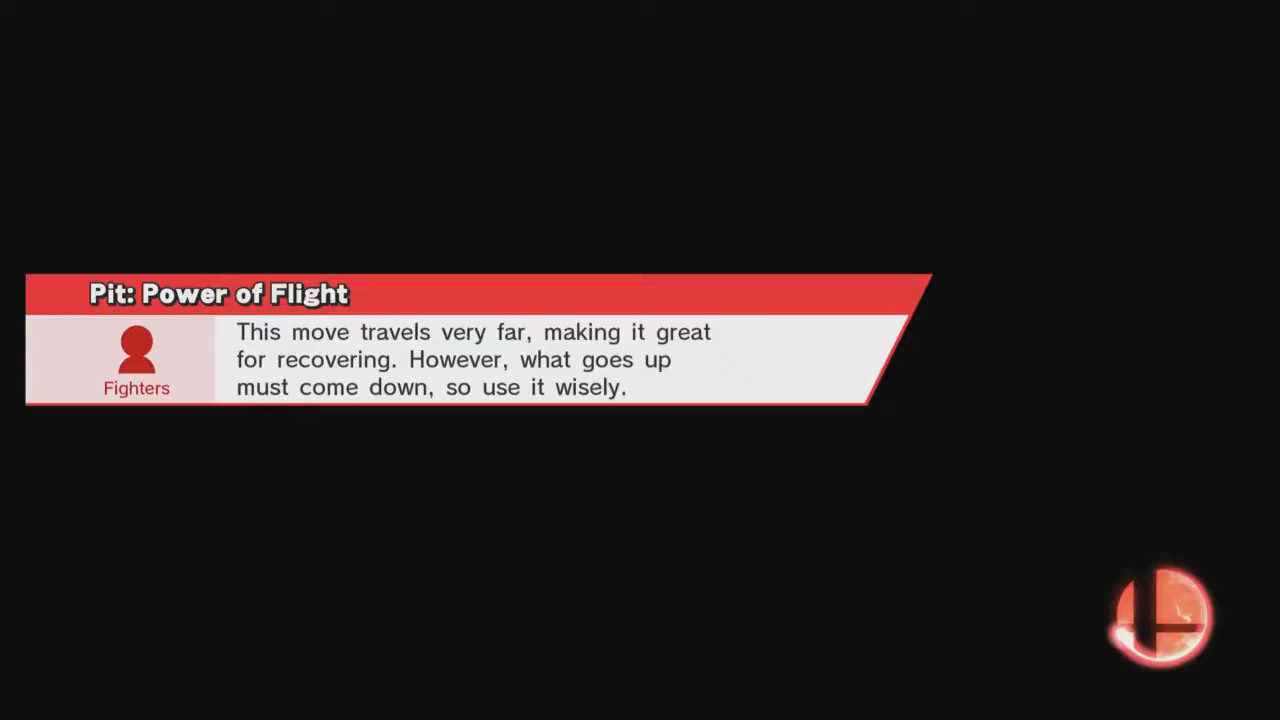 Pit: Power of Flight
This move travels very far, making it great
for recovering. However, what goes up
must come down, so use it wisely.
Fighters